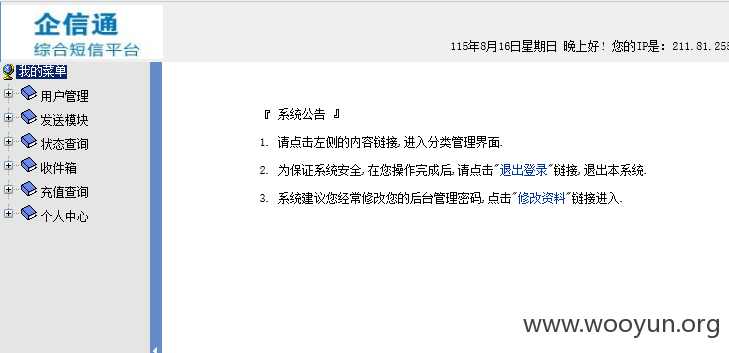 企信通
综合短信平台
115年8月16日星期日 晚上好! 您的IP是: 211.81.255
我的菜单
用户管理
发送模块
状态查询
收件箱
充值查询
个人中心
『 系统公告 』
1. 请点击左侧的内容链接, 进入分类管理界面.
2. 为保证系统安全, 在您操作完成后, 请点击"退出登录"链接, 退出本系统.
3. 系统建议您经常修改您的后台管理密码, 点击"修改资料"链接进入.
www.wooyun.org